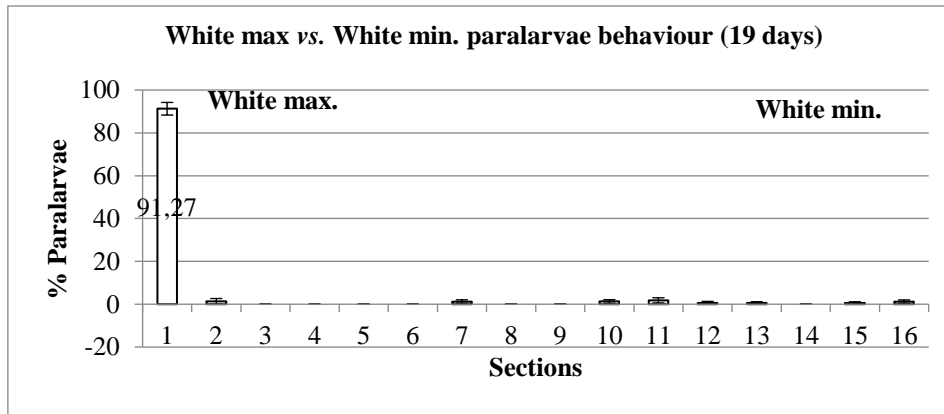 White max vs. White min. paralarvae behaviour (19 days)
White max.
White min.
% Paralarvae
100
80
60
40
20
0
-20
91,27
1 2 3 4 5 6 7 8 9 10 11 12 13 14 15 16
Sections